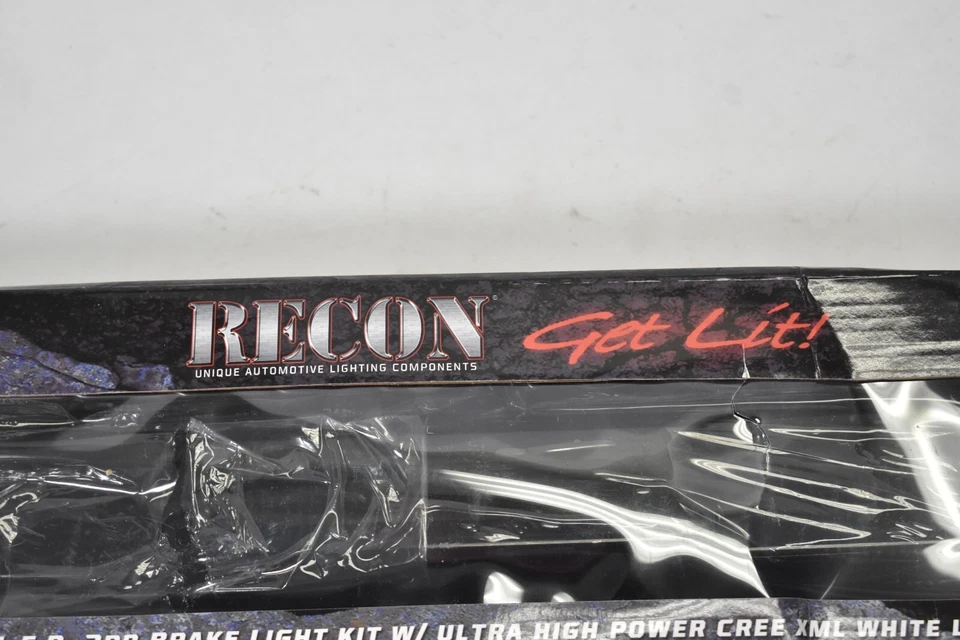 RECON®
Get Lit!
UNIQUE AUTOMOTIVE LIGHTING COMPONENTS
BRAKE LIGHT KIT W/ ULTRA HIGH POWER CREE XML WHITE